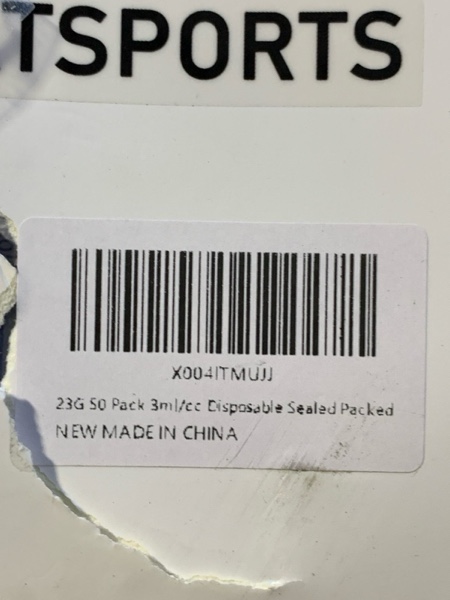 TSPORTS
X004ITMUJJ
23G 50 Pack 3ml/cc Disposable Sealed Packed
NEW MADE IN CHINA